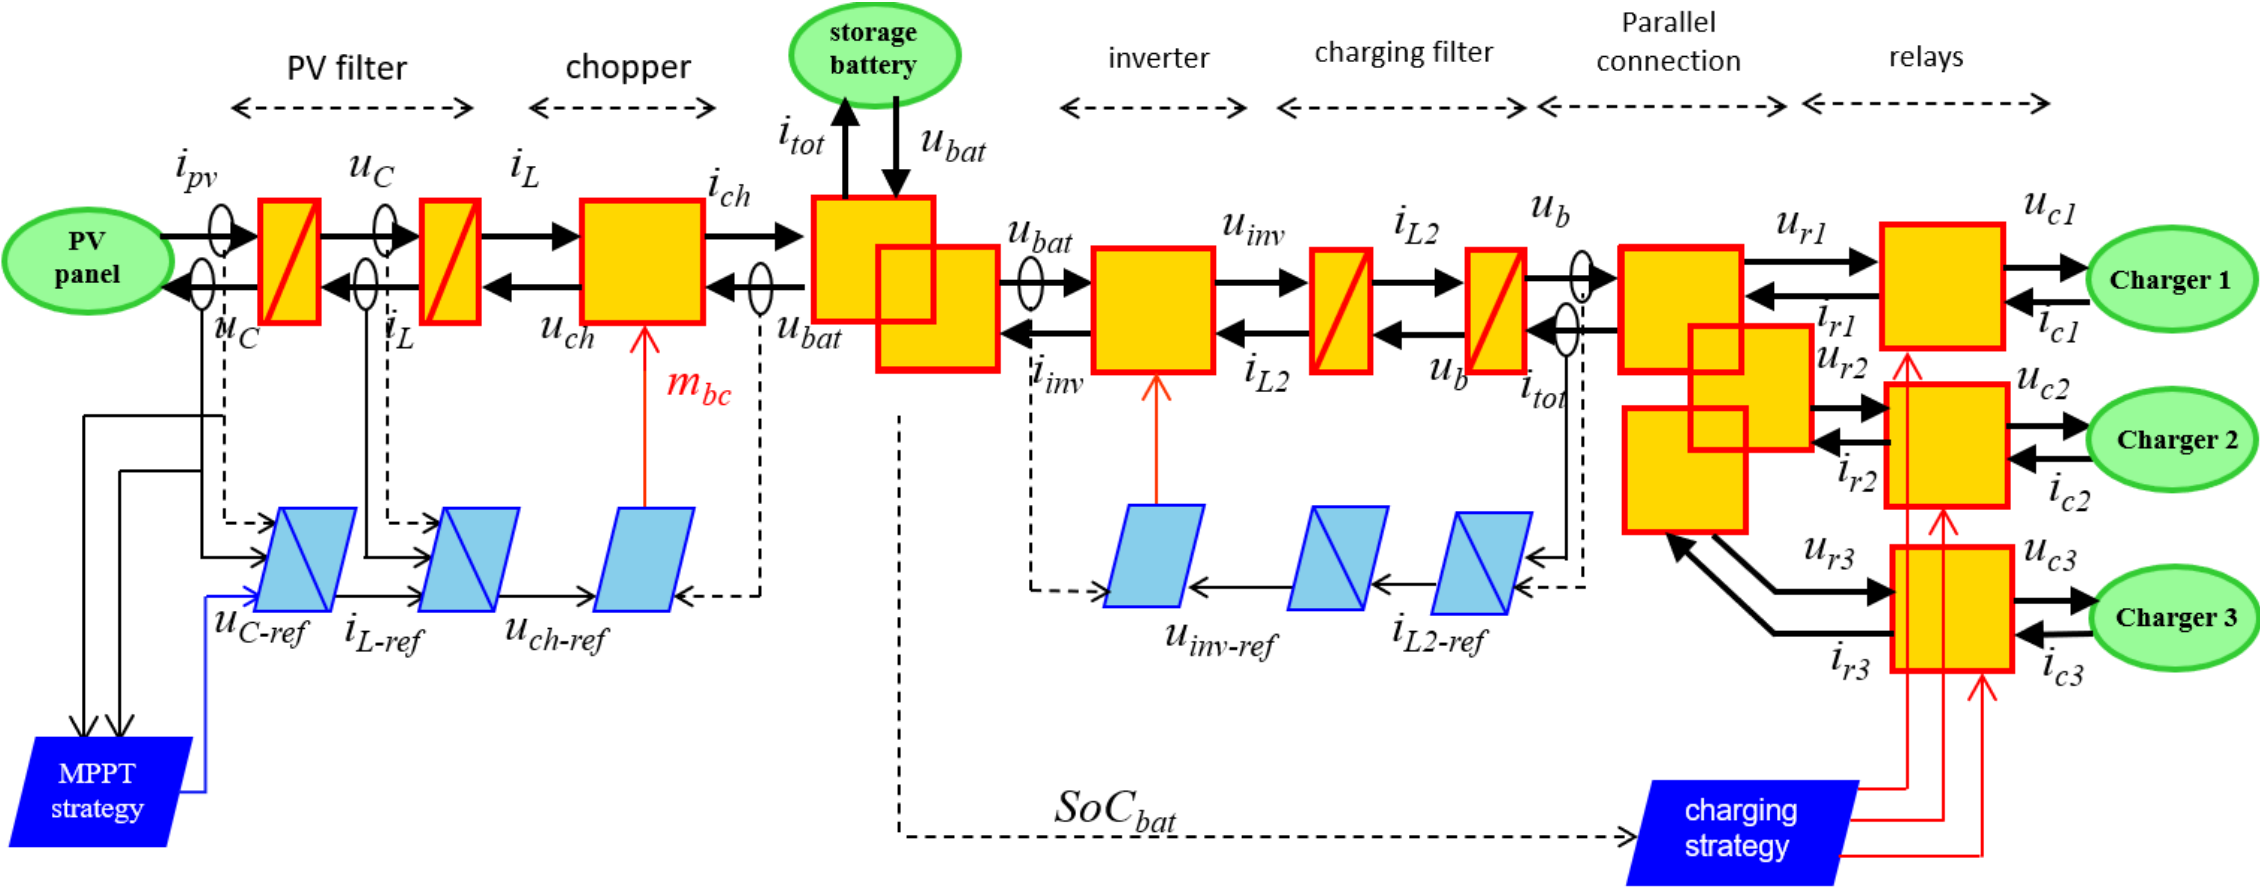 storage
battery
PV filter
chopper
inverter
charging filter
Parallel
connection
relays
i_tot
u_bat
i_pv
u_C
i_L
i_ch
u_bat
u_inv
i_L2
u_b
u_r1
u_c1
PV
panel
Charger 1
u_C
i_L
u_ch
u_bat
i_inv
i_L2
u_b
i_tot
i_r1
i_c1
m_bc
u_r2
u_c2
Charger 2
i_r2
i_c2
u_r3
u_c3
Charger 3
i_r3
i_c3
u_C-ref
i_L-ref
u_ch-ref
u_inv-ref
i_L2-ref
MPPT
strategy
SoC_bat
charging
strategy